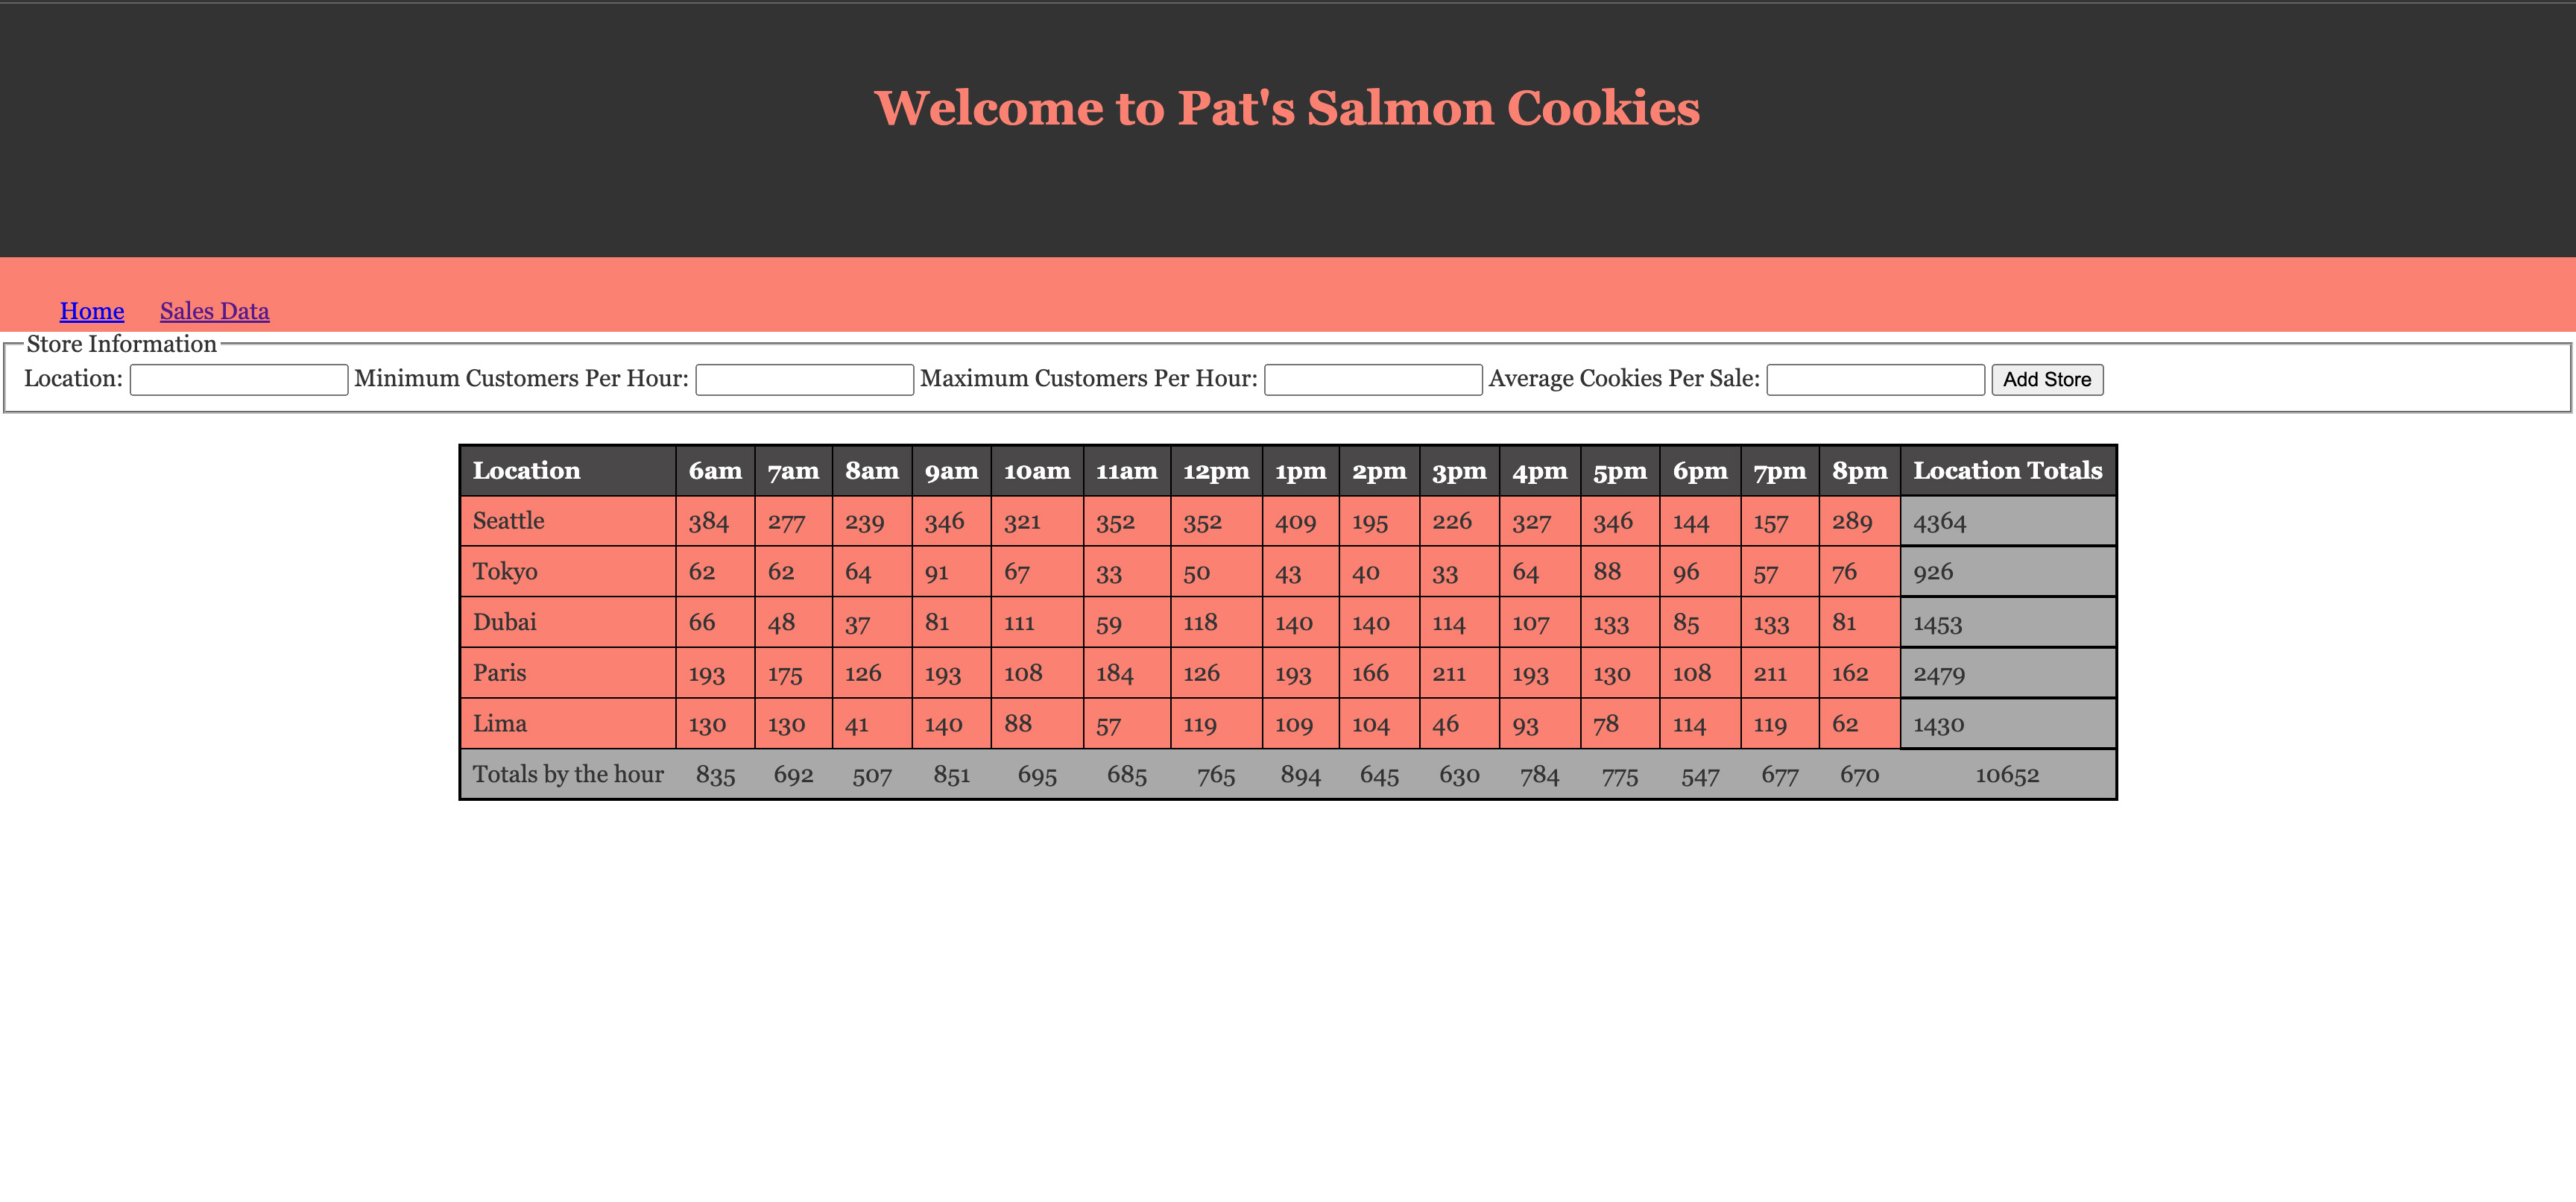 Welcome to Pat's Salmon Cookies
Home Sales Data
Store Information
Location: Minimum Customers Per Hour: Maximum Customers Per Hour: Average Cookies Per Sale: Add Store
Location 6am 7am 8am 9am 10am 11am 12pm 1pm 2pm 3pm 4pm 5pm 6pm 7pm 8pm Location Totals
Seattle 384 277 239 346 321 352 352 409 195 226 327 346 144 157 289 4364
Tokyo 62 62 64 91 67 33 50 43 40 33 64 88 96 57 76 926
Dubai 66 48 37 81 111 59 118 140 140 114 107 133 85 133 81 1453
Paris 193 175 126 193 108 184 126 193 166 211 193 130 108 211 162 2479
Lima 130 130 41 140 88 57 119 109 104 46 93 78 114 119 62 1430
Totals by the hour 835 692 507 851 695 685 765 894 645 630 784 775 547 677 670 10652